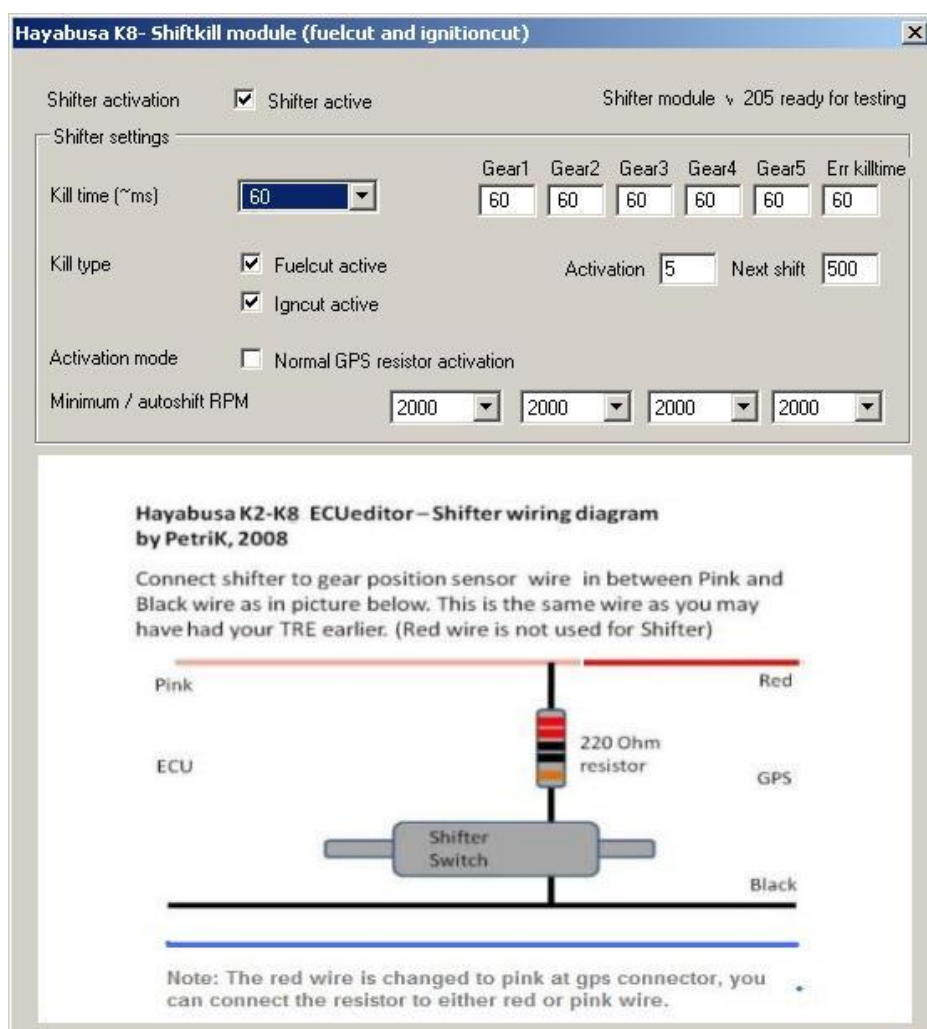 Hayabusa K8- Shiftkill module (fuelcut and ignitioncut)
Shifter activation Shifter active Shifter module v 205 ready for testing
Shifter settings
Gear1 Gear2 Gear3 Gear4 Gear5 Err killtime
Kill time (~ms) 60 60 60 60 60 60 60
Kill type Fuelcut active Activation 5 Next shift 500
Igncut active
Activation mode Normal GPS resistor activation
Minimum / autoshift RPM 2000 2000 2000 2000
Hayabusa K2-K8 ECUeditor – Shifter wiring diagram
by PetriK, 2008
Connect shifter to gear position sensor wire in between Pink and
Black wire as in picture below. This is the same wire as you may
have had your TRE earlier. (Red wire is not used for Shifter)
Pink Red
220 Ohm
resistor
ECU GPS
Shifter
Switch
Black
Note: The red wire is changed to pink at gps connector, you
can connect the resistor to either red or pink wire.